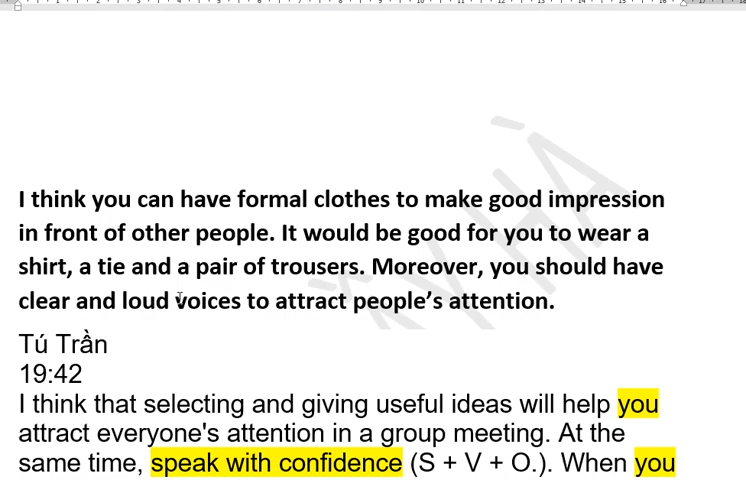 I think you can have formal clothes to make good impression
in front of other people. It would be good for you to wear a
shirt, a tie and a pair of trousers. Moreover, you should have
clear and loud voices to attract people's attention.
Tú Trần
19:42
I think that selecting and giving useful ideas will help you
attract everyone's attention in a group meeting. At the
same time, speak with confidence (S + V + O.). When you